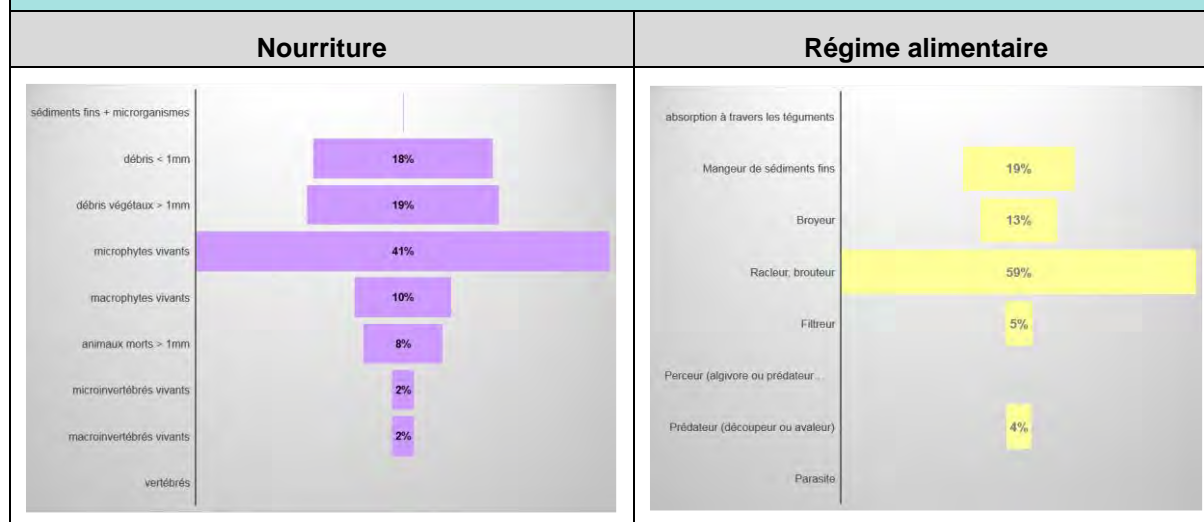 Nourriture
sédiments fins + microrganismes
débris < 1mm
18%
débris végétaux > 1mm
19%
microphytes vivants
41%
macrophytes vivants
10%
animaux morts > 1mm
8%
microinvertébrés vivants
2%
macroinvertébrés vivants
2%
vertébrés
Régime alimentaire
absorption à travers les téguments
Mangeur de sédiments fins
19%
Broyeur
13%
Racleur, brouteur
59%
Filtreur
5%
Perceur (algivore ou prédateur…
Prédateur (découpeur ou avaleur)
4%
Parasite